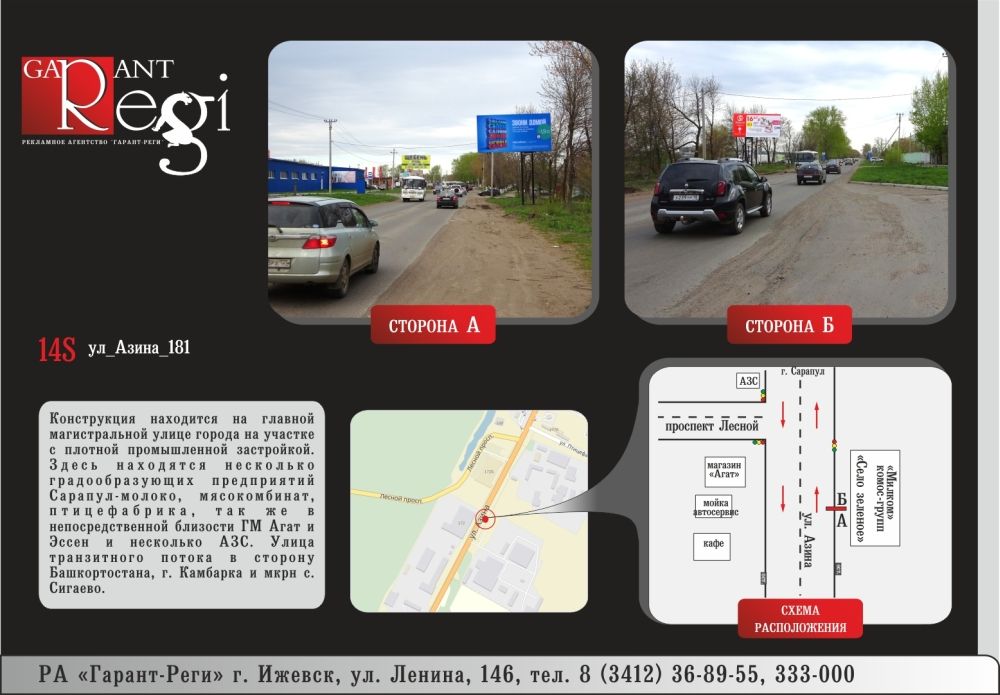 GARANT
Regi
РЕКЛАМНОЕ АГЕНТСТВО "ГАРАНТ-РЕГИ"
ЗВОНИ ДОМОЙ
СТОРОНА А
СТОРОНА Б
14S ул_Азина_181
Конструкция находится на главной
магистральной улице города на участке
с плотной промышленной застройкой.
Здесь находятся несколько
градообразующих предприятий
Сарапул-молоко, мясокомбинат,
птицефабрика, так же в
непосредственной близости ГМ Агат и
Эссен и несколько АЗС. Улица
транзитного потока в сторону
Башкортостана, г. Камбарка и мкрн с.
Сигаево.
Лесной просп.
Лесной просп.
ул. Азина
г. Сарапул
АЗС
проспект Лесной
магазин
«Агат»
мойка
автосервис
кафе
ул. Азина
Б
А
«Милком»
комос-групп
«Село зеленое»
СХЕМА
РАСПОЛОЖЕНИЯ
РА «Гарант-Реги» г. Ижевск, ул. Ленина, 146, тел. 8 (3412) 36-89-55, 333-000